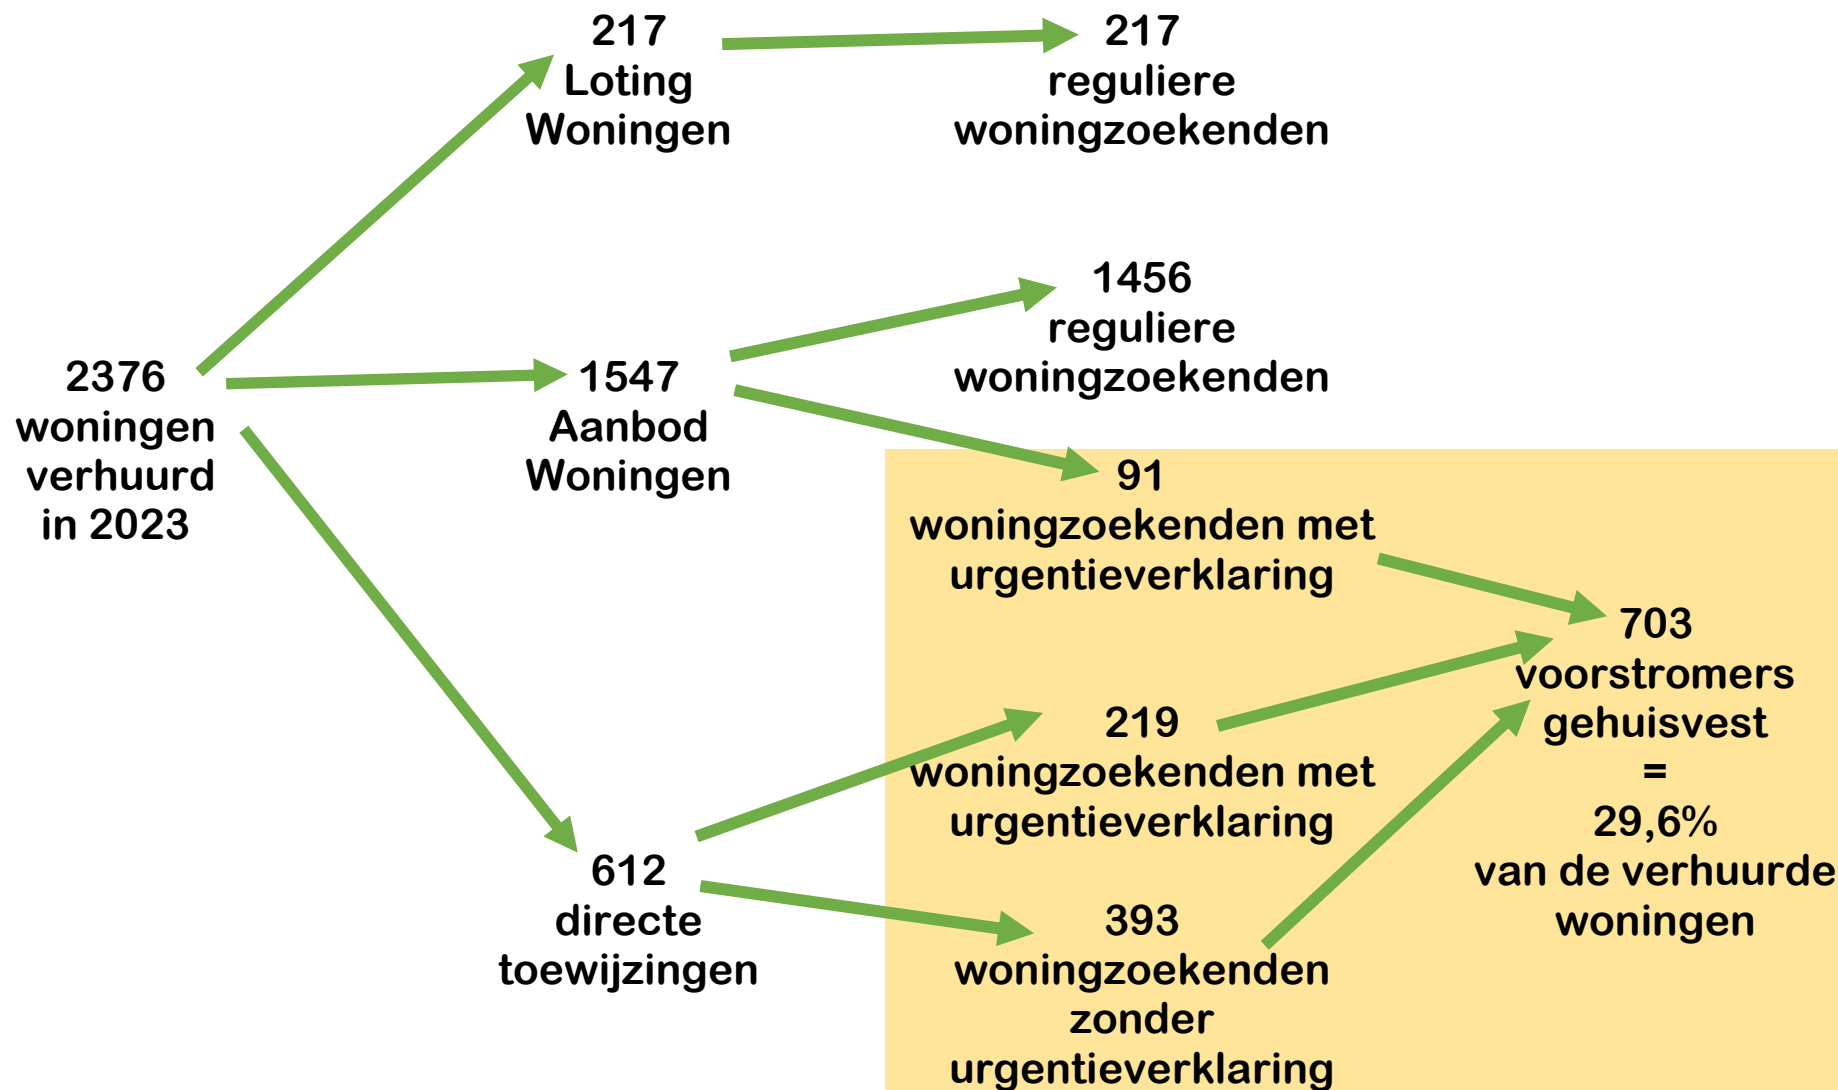 217
Loting
Woningen
217
reguliere
woningzoekenden
2376
woningen
verhuurd
in 2023
1547
Aanbod
Woningen
1456
reguliere
woningzoekenden
91
woningzoekenden met
urgentieverklaring
612
directe
toewijzingen
219
woningzoekenden met
urgentieverklaring
393
woningzoekenden
zonder
urgentieverklaring
703
voorstromers
gehuisvest
=
29,6%
van de verhuurde
woningen